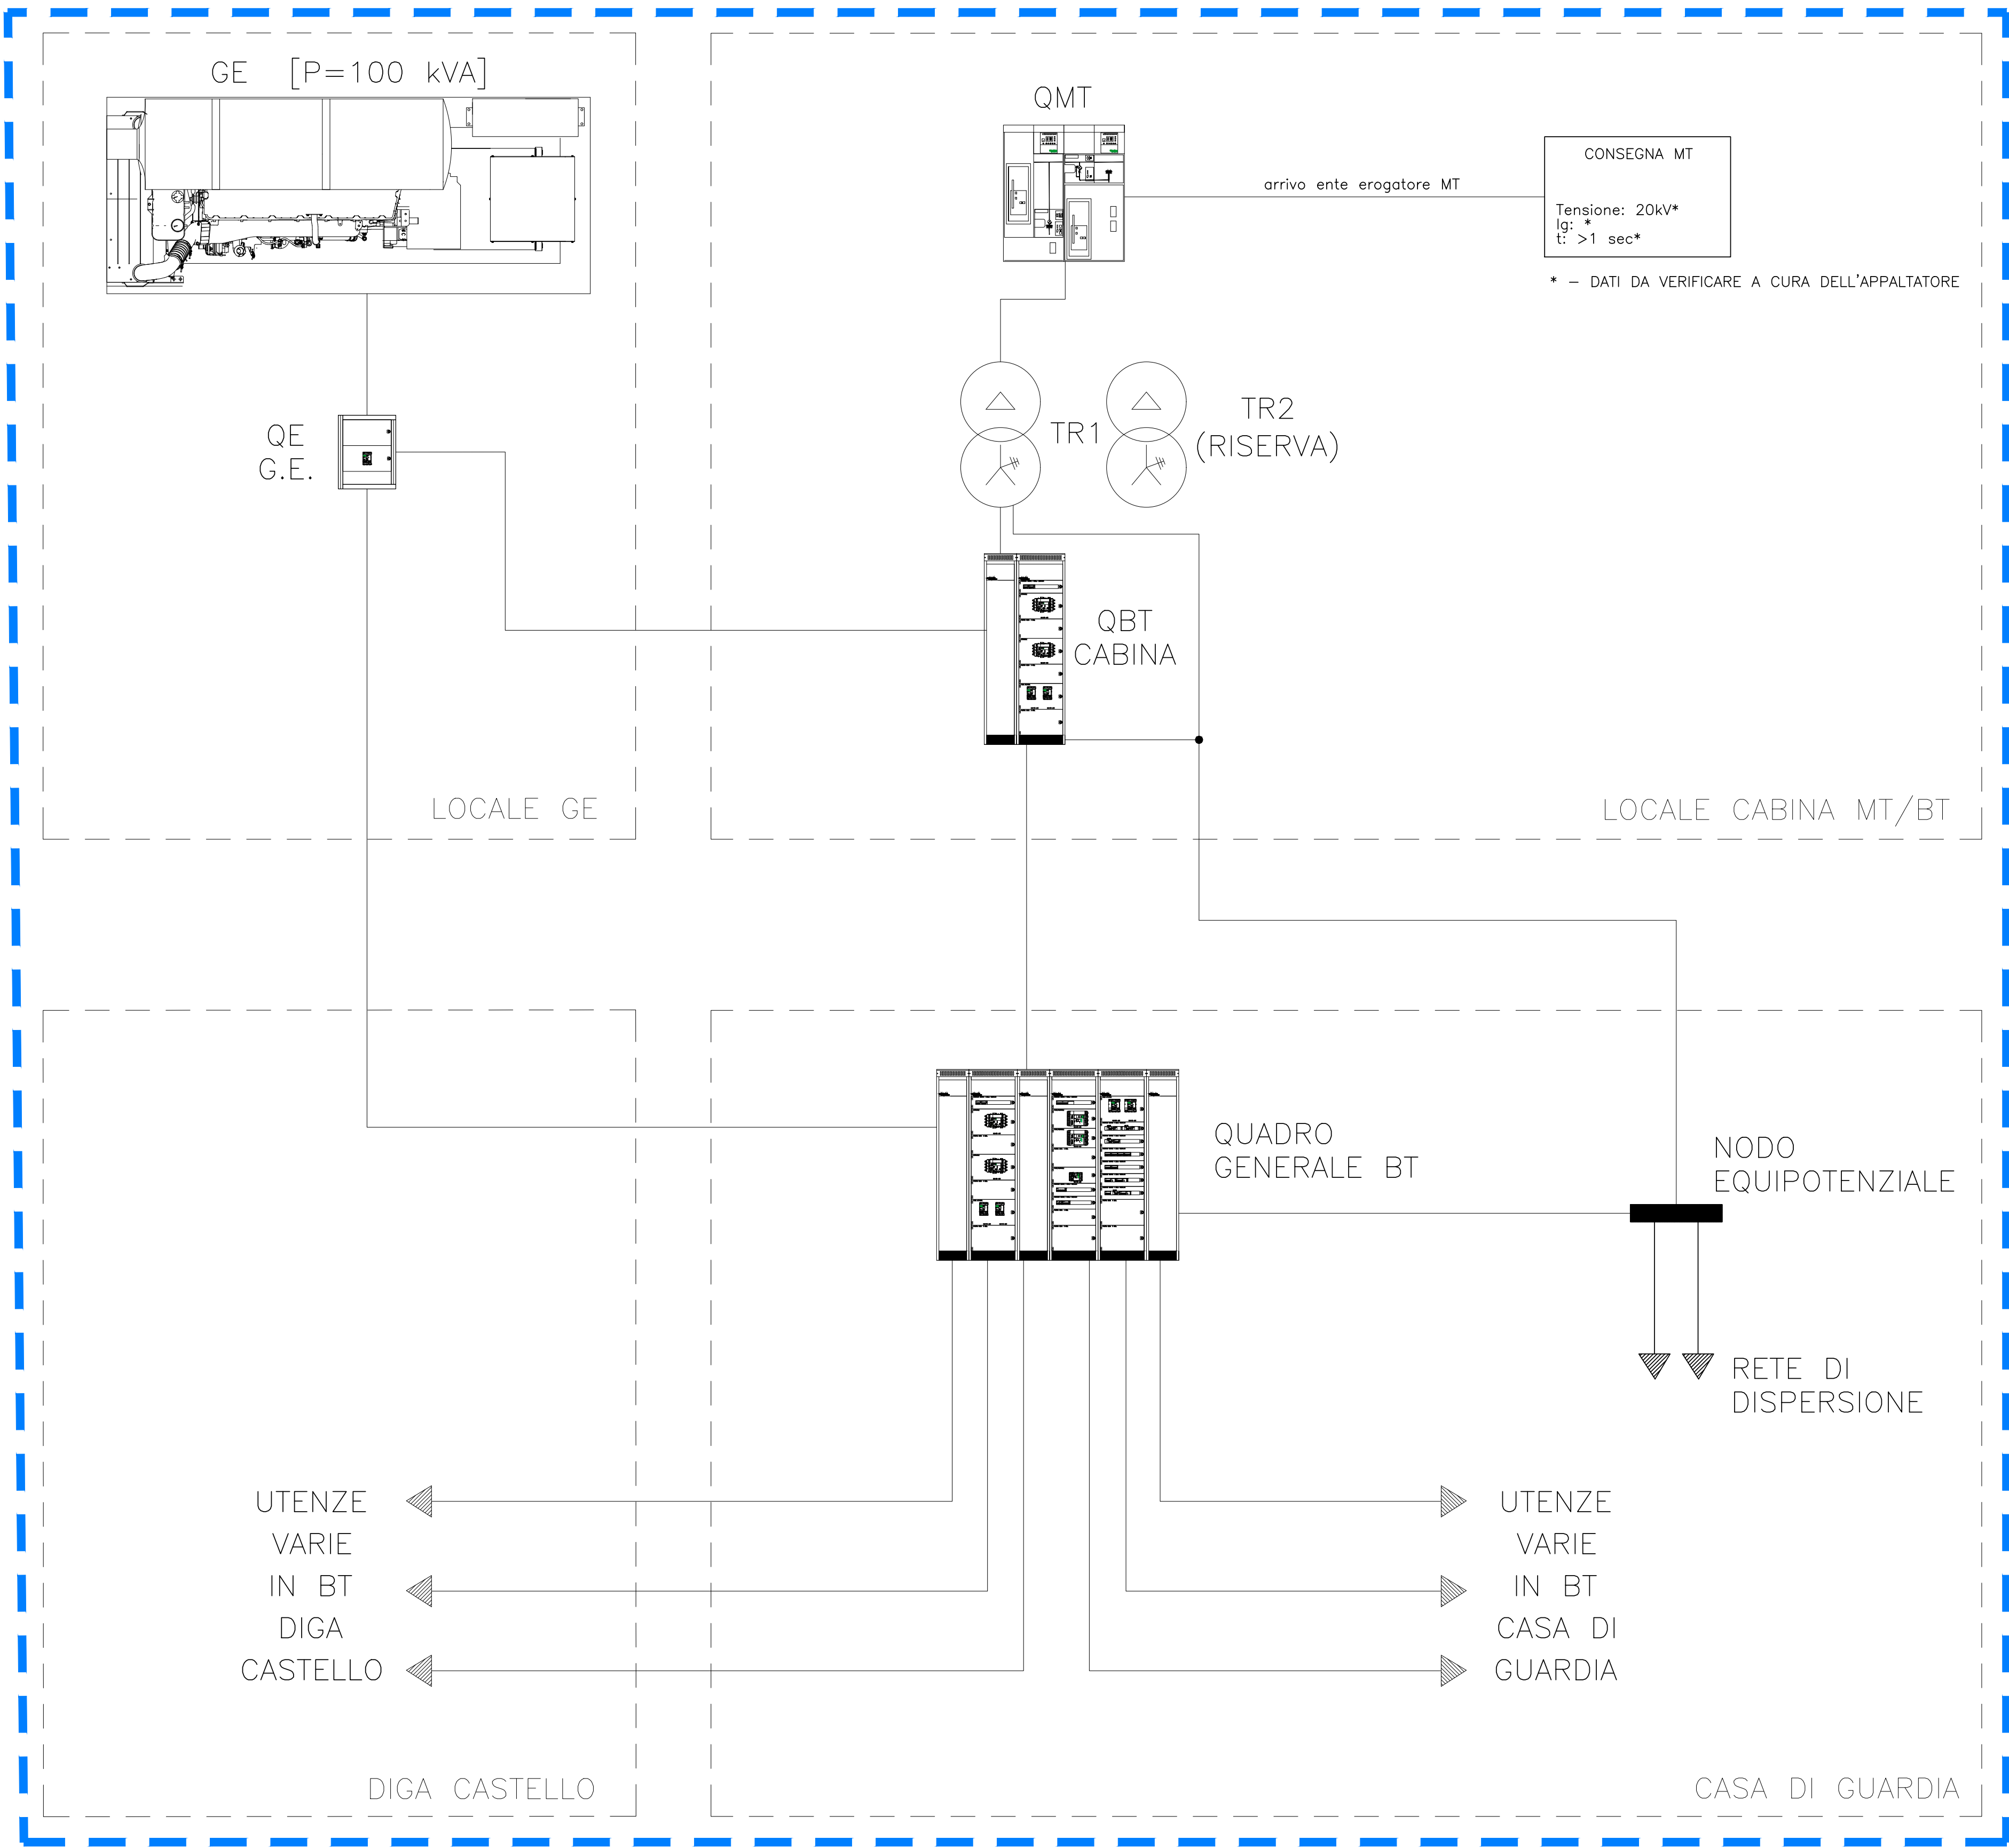 GE [P=100 kVA]
QMT
CONSEGNA MT
arrivo ente erogatore MT
Tensione: 20kV*
Ig: *
t: >1 sec*
* – DATI DA VERIFICARE A CURA DELL'APPALTATORE
QE
G.E.
TR1
TR2
(RISERVA)
QBT
CABINA
LOCALE GE
LOCALE CABINA MT/BT
QUADRO
GENERALE BT
NODO
EQUIPOTENZIALE
RETE DI
DISPERSIONE
UTENZE
VARIE
IN BT
DIGA
CASTELLO
UTENZE
VARIE
IN BT
CASA DI
GUARDIA
DIGA CASTELLO
CASA DI GUARDIA